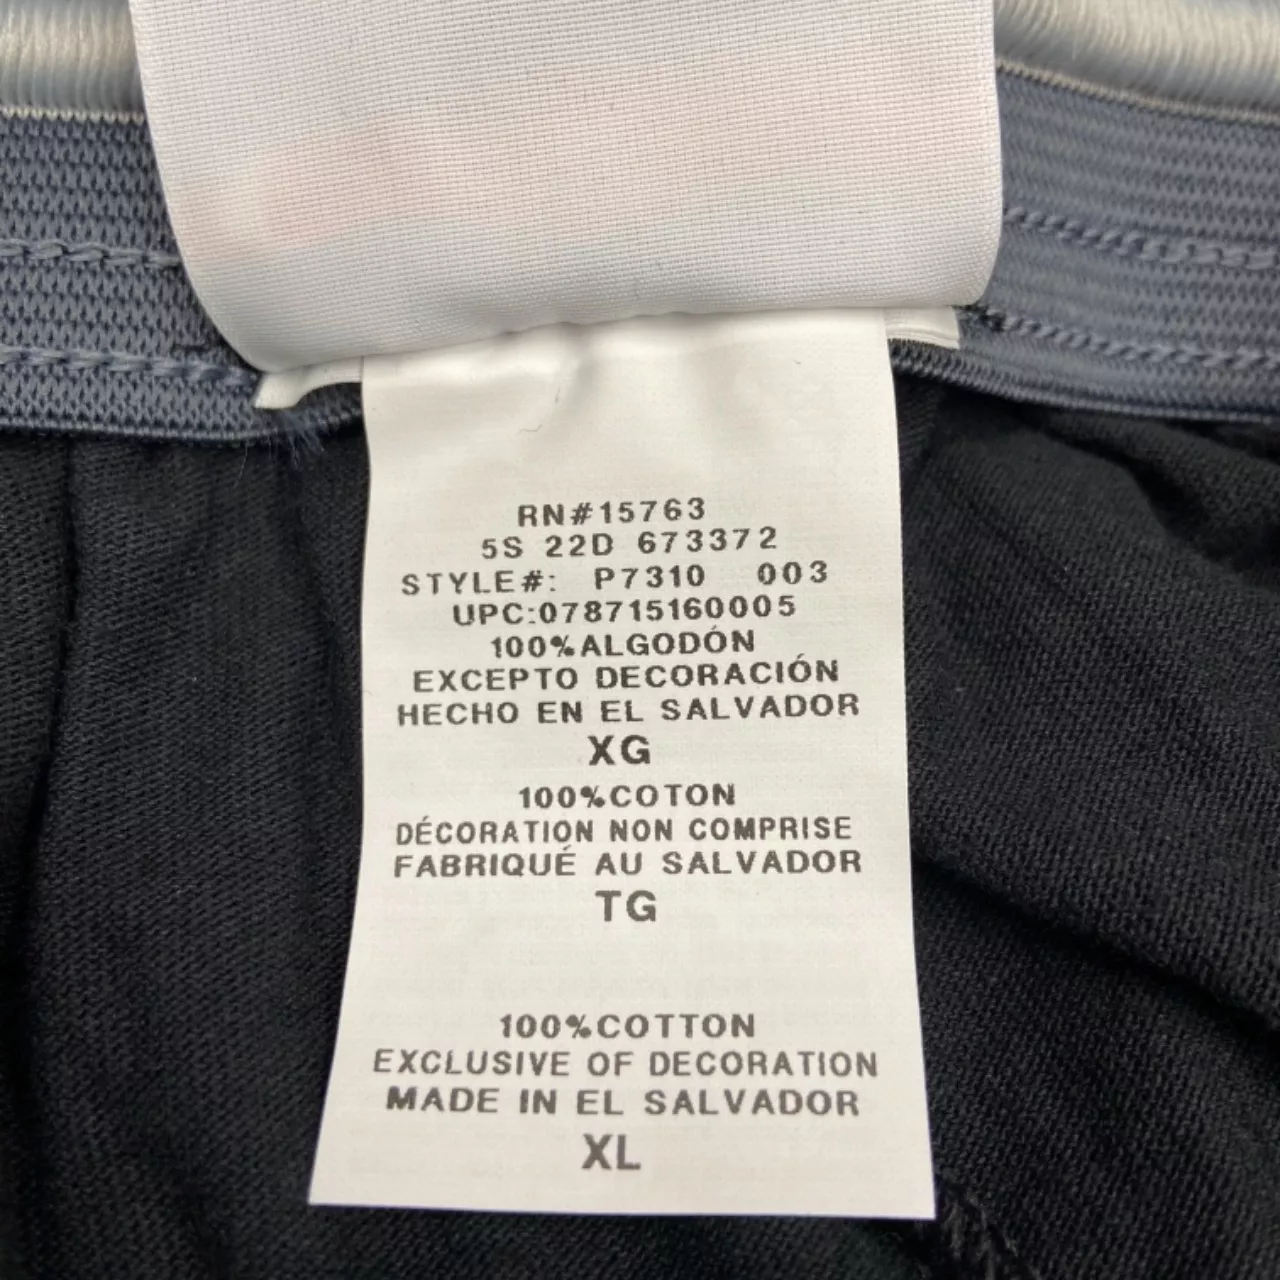 RN#15763
5S 22D 673372
STYLE#: P7310 003
UPC:078715160005
100%ALGODÓN
EXCEPTO DECORACIÓN
HECHO EN EL SALVADOR
XG
100%COTON
DÉCORATION NON COMPRISE
FABRIQUÉ AU SALVADOR
TG
100%COTTON
EXCLUSIVE OF DECORATION
MADE IN EL SALVADOR
XL